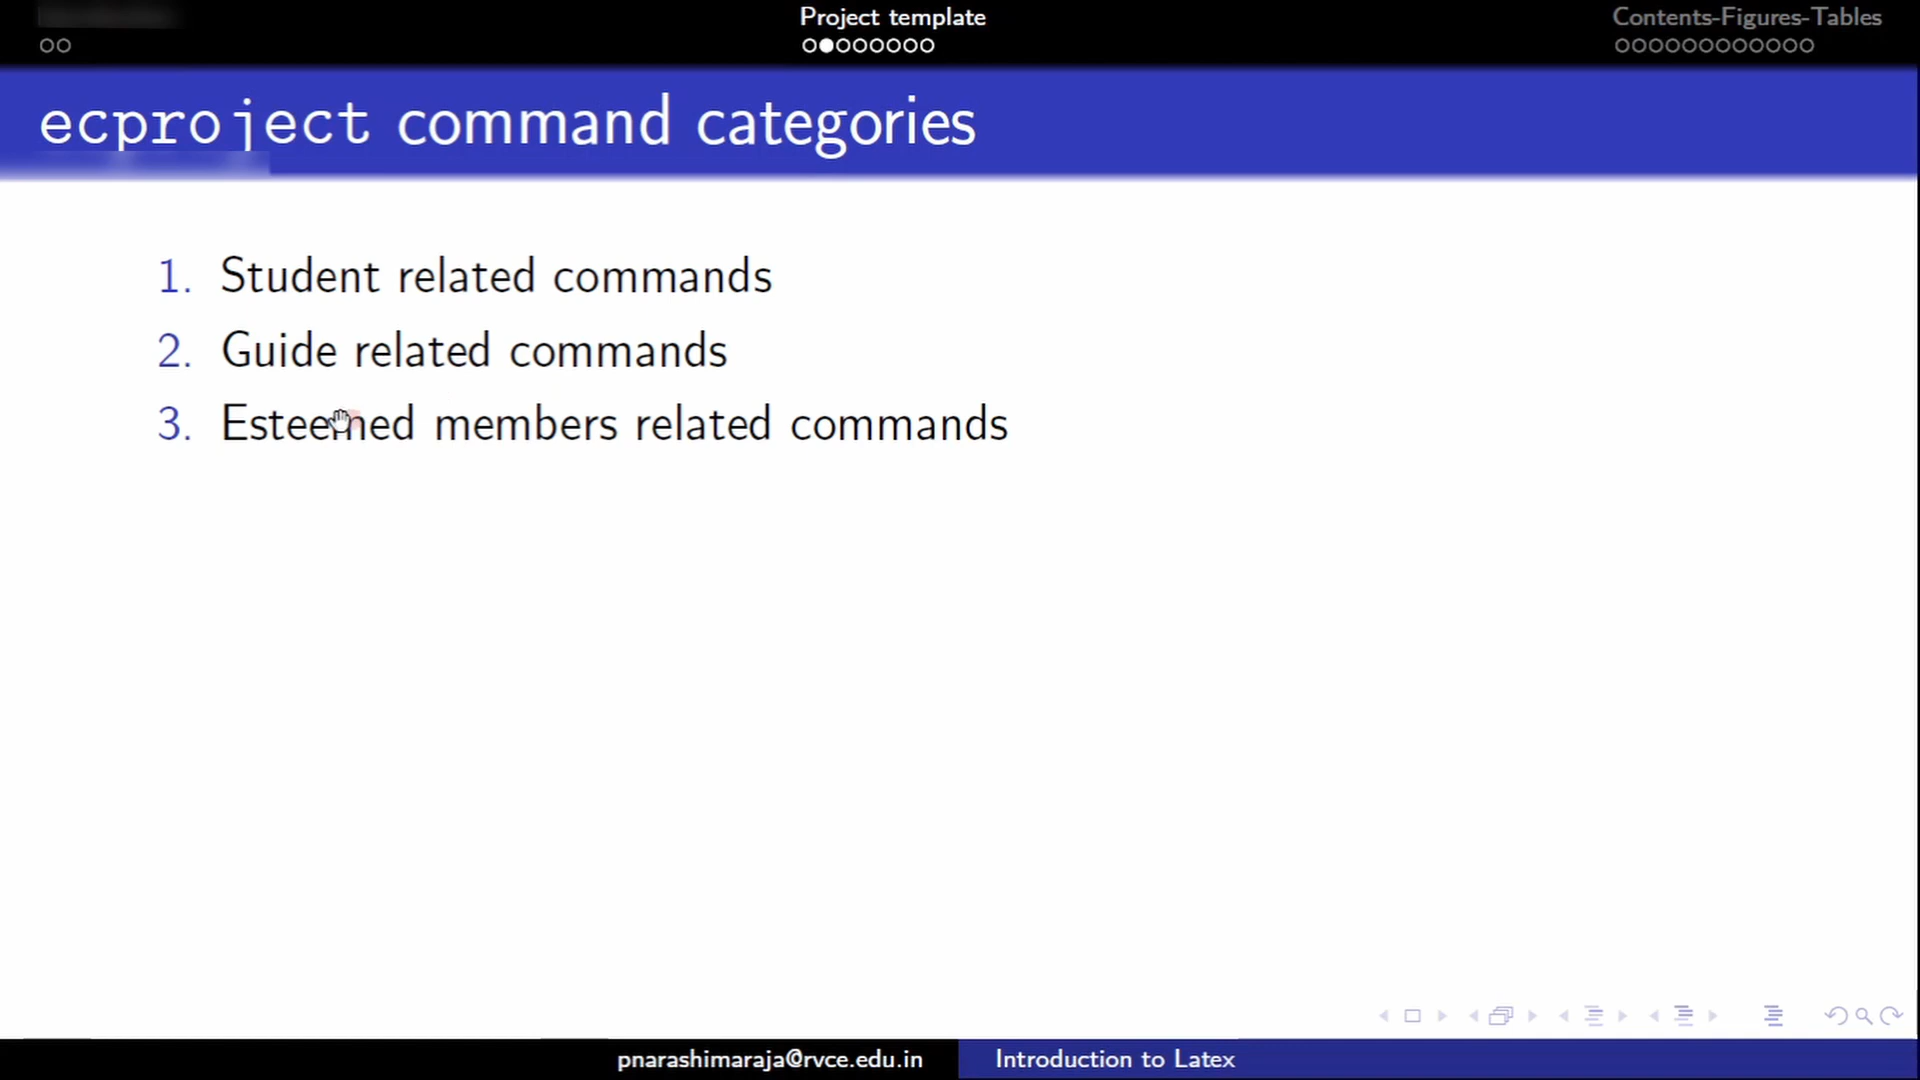 Project template
Contents-Figures-Tables
ecproject command categories
1. Student related commands
2. Guide related commands
3. Esteemed members related commands
pnarashimaraja@rvce.edu.in
Introduction to Latex